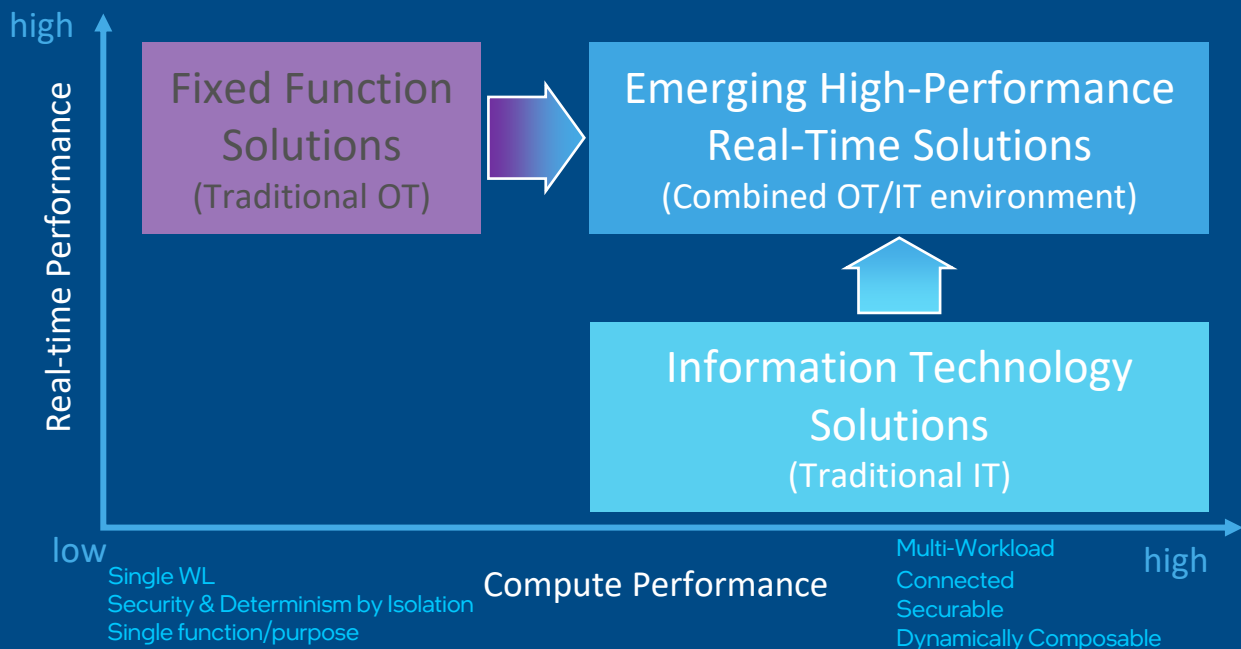 high
Real-time Performance
Fixed Function
Solutions
(Traditional OT)
Emerging High-Performance
Real-Time Solutions
(Combined OT/IT environment)
Information Technology
Solutions
(Traditional IT)
low
Single WL
Security & Determinism by Isolation
Single function/purpose
Compute Performance
Multi-Workload
Connected
Securable
Dynamically Composable
high